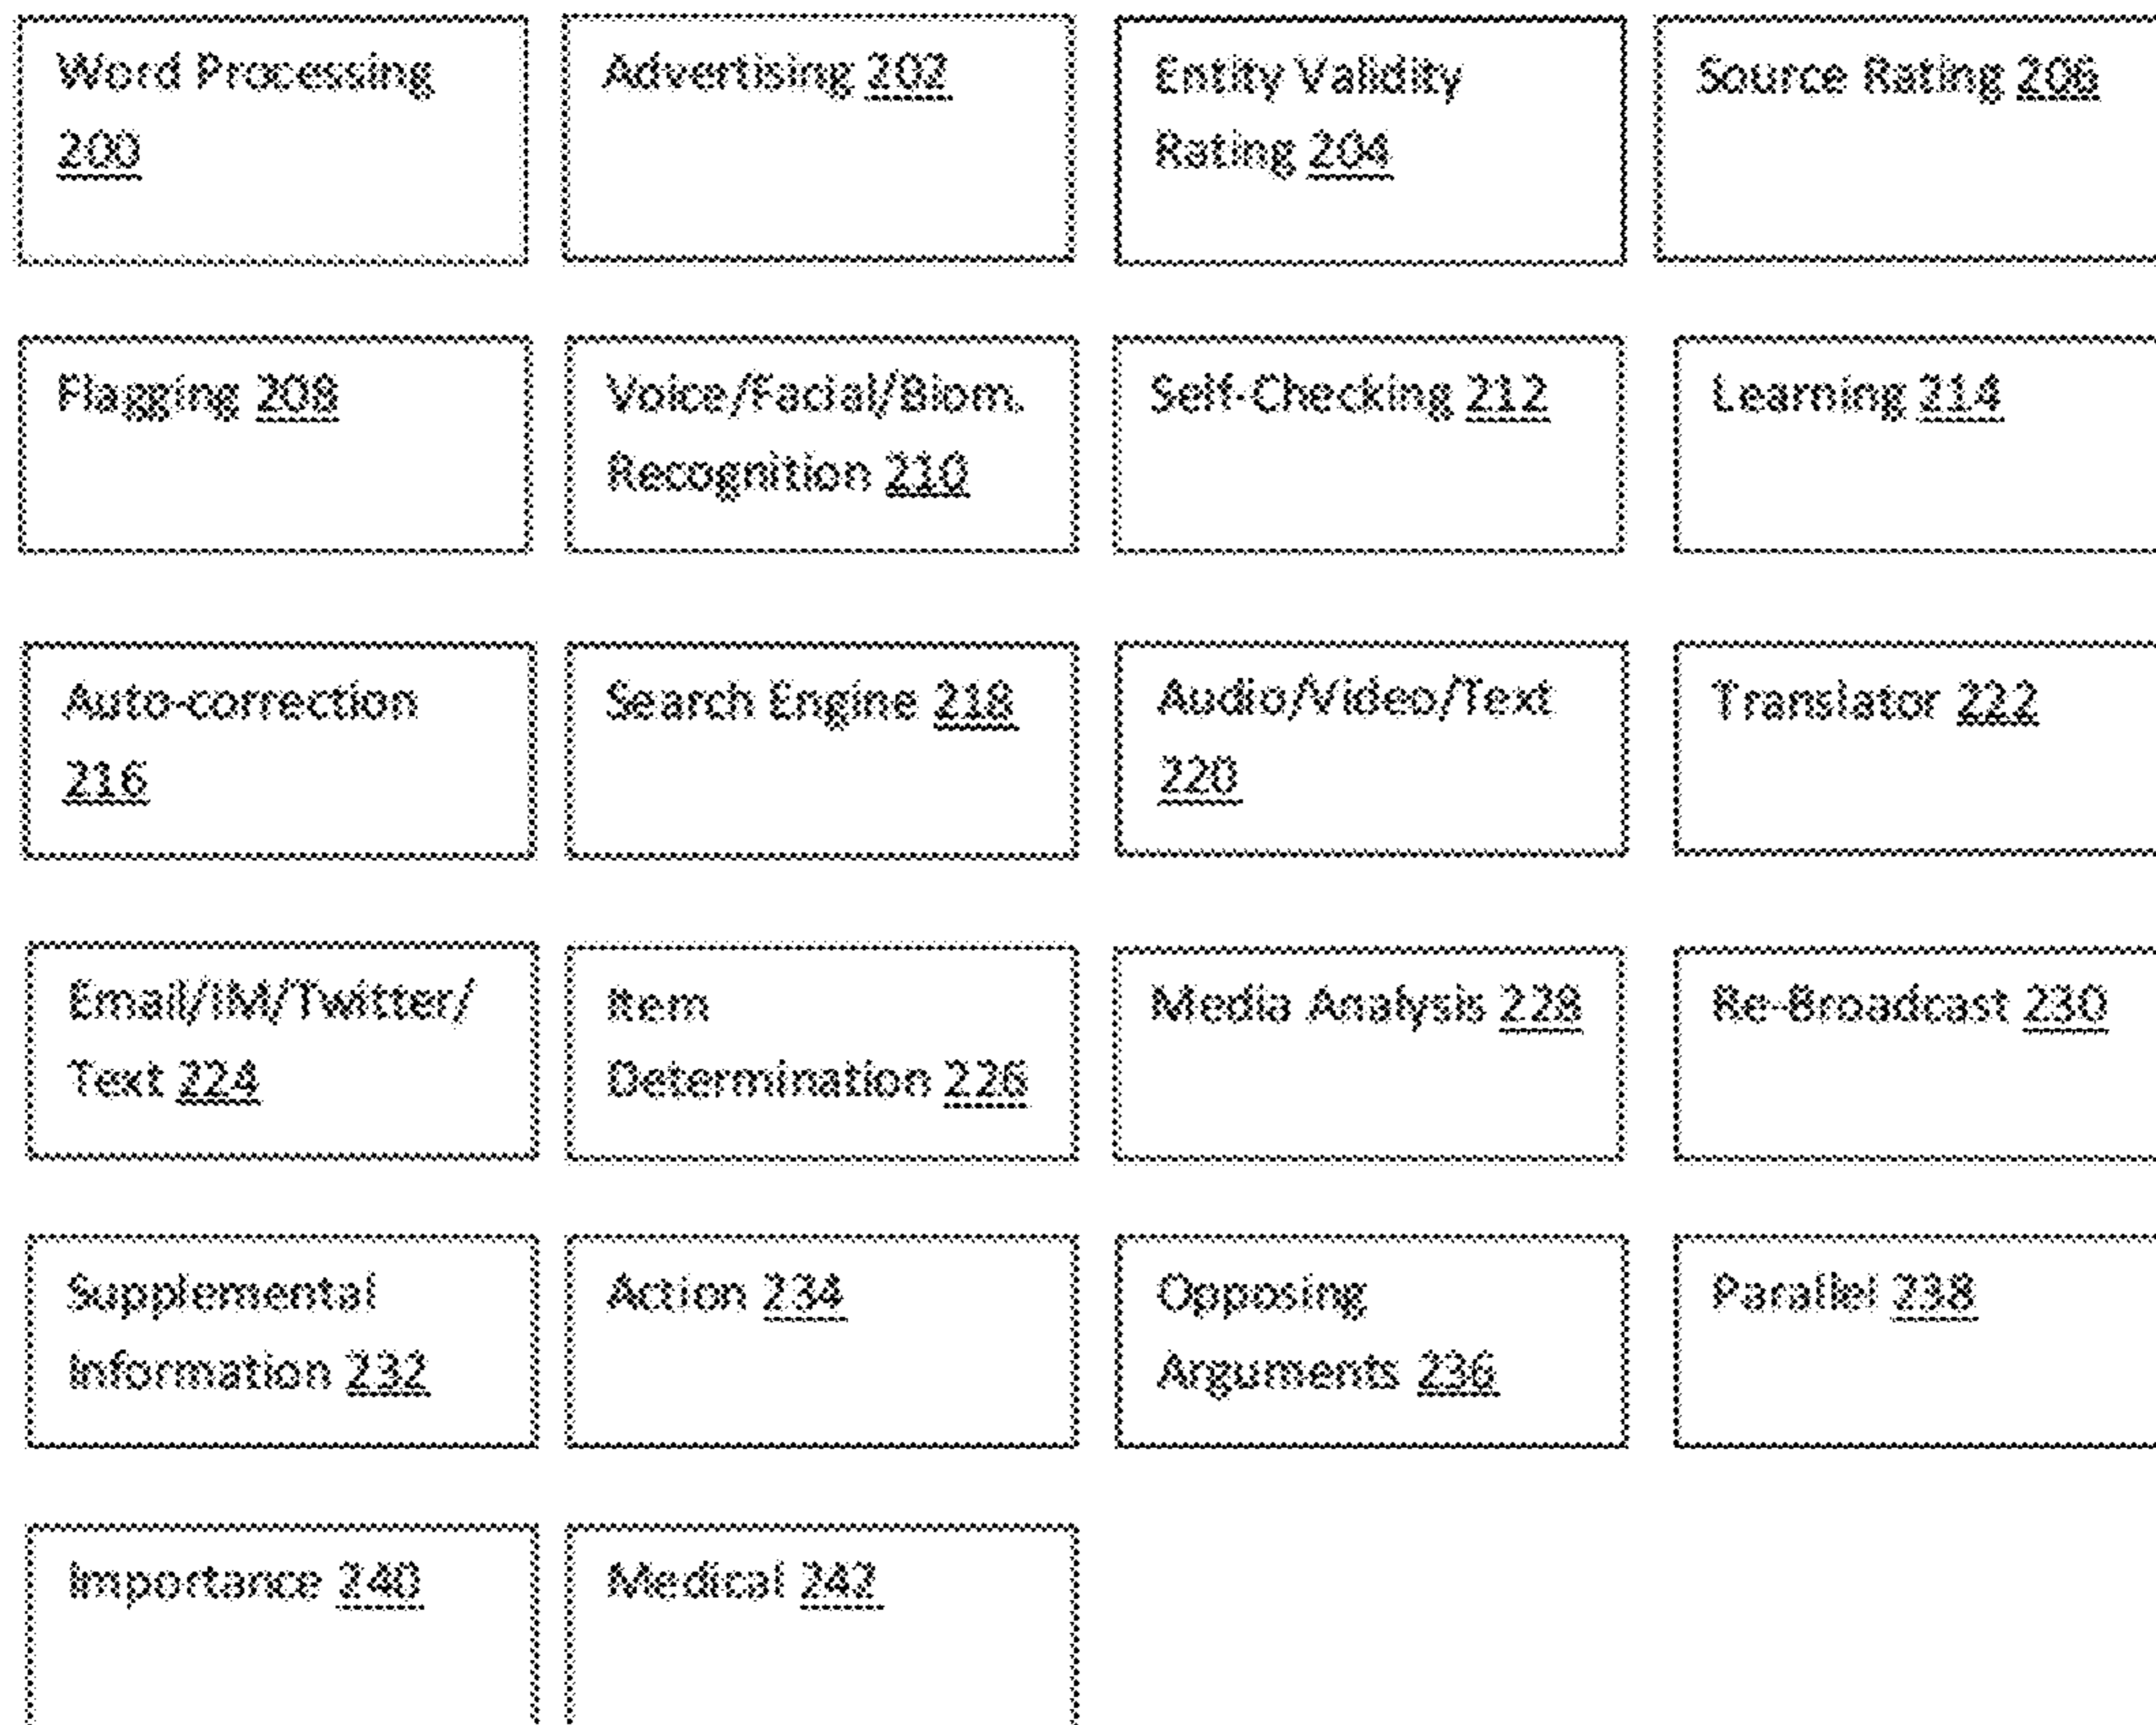 Word Processing
200
Advertising 202
Entity Validity
Rating 204
Source Rating 206
Flagging 208
Voice/Facial/Biom.
Recognition 210
Self-Checking 212
Learning 214
Auto-correction
216
Search Engine 218
Audio/Video/Text
220
Translator 222
Email/IM/Twitter/
Text 224
Item
Determination 226
Media Analysis 228
Re-Broadcast 230
Supplemental
Information 232
Action 234
Opposing
Arguments 236
Parallel 238
Importance 240
Medical 242